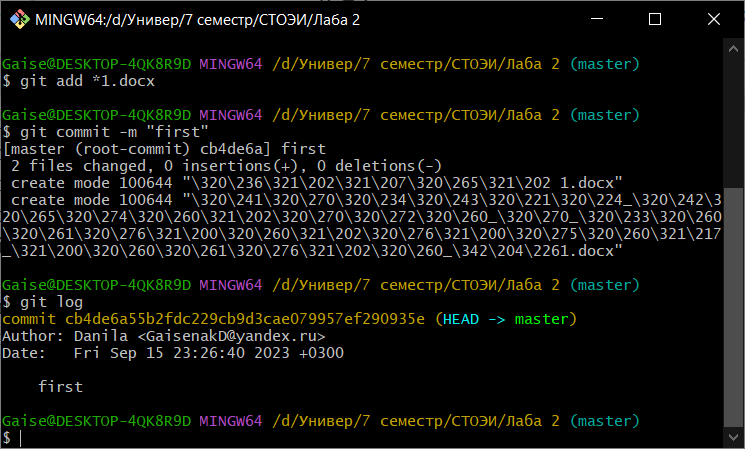 MINGW64:/d/Универ/7 семестр/СТОЭИ/Лаба 2
Gaise@DESKTOP-4QK8R9D MINGW64 /d/Универ/7 семестр/СТОЭИ/Лаба 2 (master)
$ git add *1.docx
Gaise@DESKTOP-4QK8R9D MINGW64 /d/Универ/7 семестр/СТОЭИ/Лаба 2 (master)
$ git commit -m "first"
[master (root-commit) cb4de6a] first
2 files changed, 0 insertions(+), 0 deletions(-)
create mode 100644 "\320\236\321\202\321\207\320\265\321\202 1.docx"
create mode 100644 "\320\241\320\270\320\234\320\243\320\221\320\224_\320\242\3
20\265\320\274\320\260\321\202\320\270\320\272\320\260_\320\270_\320\233\320\260
\320\261\320\276\321\200\320\260\321\202\320\276\321\200\320\275\320\260\321\217
_\321\200\320\260\320\261\320\276\321\202\320\260_\342\204\2261.docx"
Gaise@DESKTOP-4QK8R9D MINGW64 /d/Универ/7 семестр/СТОЭИ/Лаба 2 (master)
$ git log
commit cb4de6a55b2fdc229cb9d3cae079957ef290935e (HEAD -> master)
Author: Danila <GaisenakD@yandex.ru>
Date:   Fri Sep 15 23:26:40 2023 +0300
first
Gaise@DESKTOP-4QK8R9D MINGW64 /d/Универ/7 семестр/СТОЭИ/Лаба 2 (master)
$